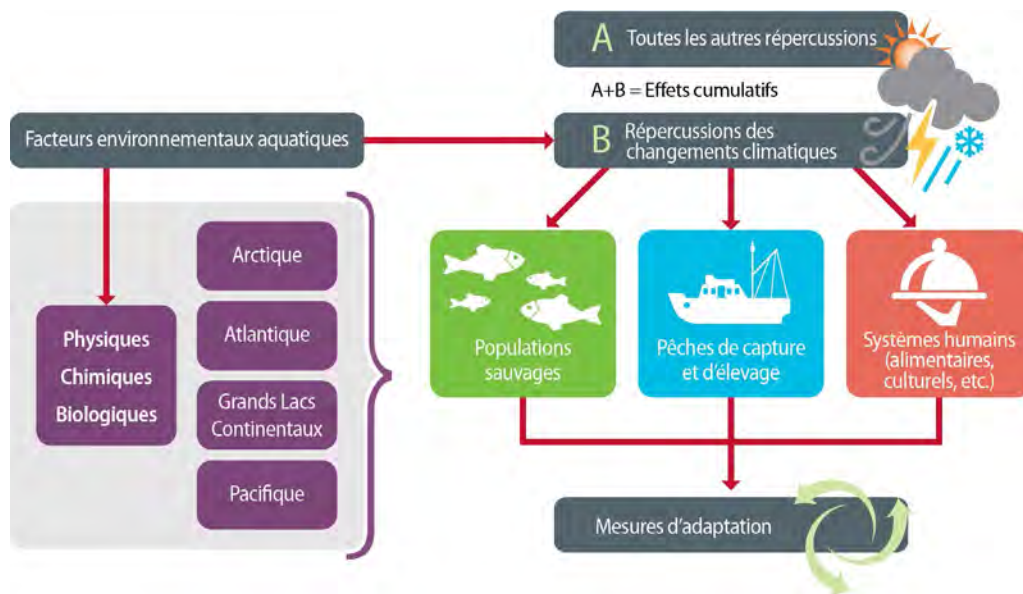 A Toutes les autres répercussions
A+B = Effets cumulatifs
Facteurs environnementaux aquatiques
B Répercussions des
changements climatiques
Arctique
Atlantique
Grands Lacs
Continentaux
Pacifique
Physiques
Chimiques
Biologiques
Populations
sauvages
Pêches de capture
et d'élevage
Systèmes humains
(alimentaires,
culturels, etc.)
Mesures d'adaptation